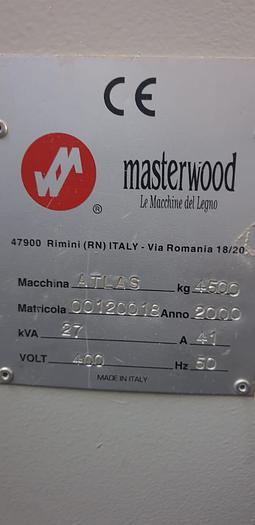 CE
MW
®
masterwood
Le Macchine del Legno
47900 Rimini (RN) ITALY - Via Romania 18/20
Macchina ATLAS kg 4500
Matricola 00120018 Anno 2000
kVA 27 A 41
VOLT 400 Hz 50
MADE IN ITALY